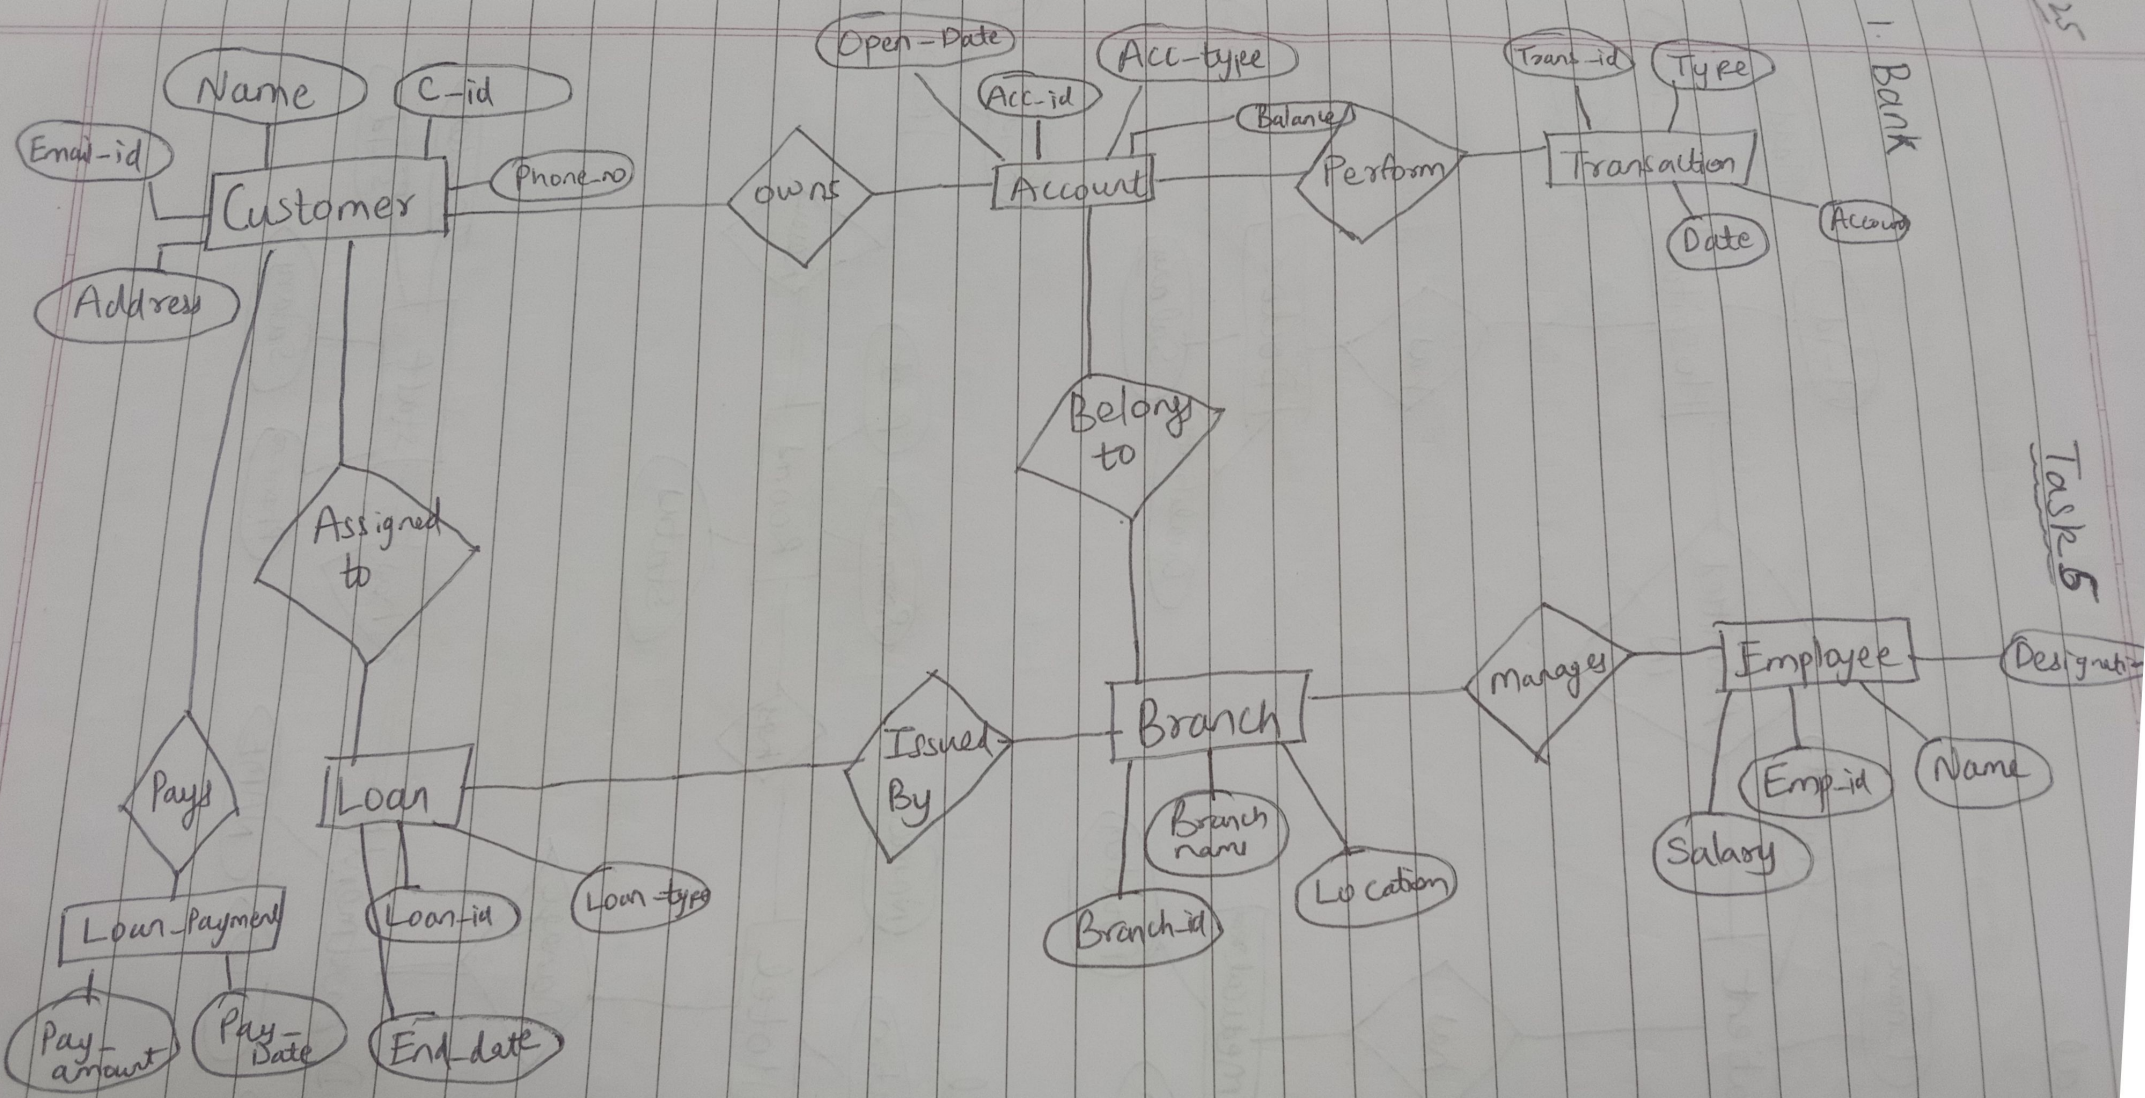 25
1. Bank
Task 5
Open-Date
Acc-type
Trans-id
Type
Name
C-id
Acc-id
Balance
Email-id
Phone-no
Customer
owns
Account
Perform
Transaction
Address
Date
Account
Belongs
to
Assigned
to
Manages
Employee
Designati
Issued
By
Branch
Pays
Loan
Branch
name
Emp-id
Name
Salary
Loan-Payment
Loan-id
Loan-type
Branch-id
Location
Pay-
amount
Pay-
Date
End-date